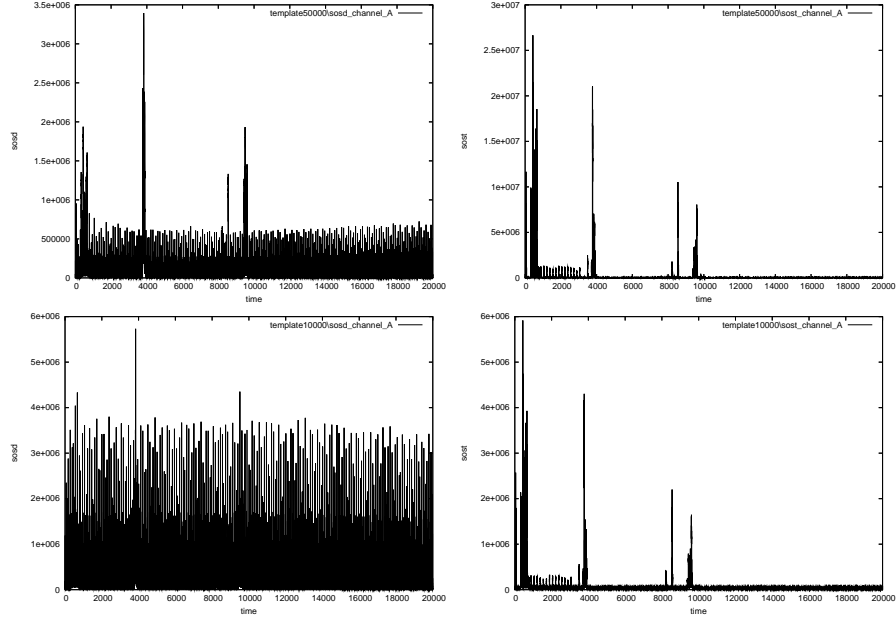 3.5e+006
template50000\sosd_channel_A
3e+006
2.5e+006
2e+006
sosd
1.5e+006
1e+006
500000
0
0 2000 4000 6000 8000 10000 12000 14000 16000 18000 20000
time
3e+007
template50000\sost_channel_A
2.5e+007
2e+007
sost
1.5e+007
1e+007
5e+006
0
0 2000 4000 6000 8000 10000 12000 14000 16000 18000 20000
time
6e+006
template10000\sosd_channel_A
5e+006
4e+006
sosd
3e+006
2e+006
1e+006
0
0 2000 4000 6000 8000 10000 12000 14000 16000 18000 20000
time
6e+006
template10000\sost_channel_A
5e+006
4e+006
sost
3e+006
2e+006
1e+006
0
0 2000 4000 6000 8000 10000 12000 14000 16000 18000 20000
time